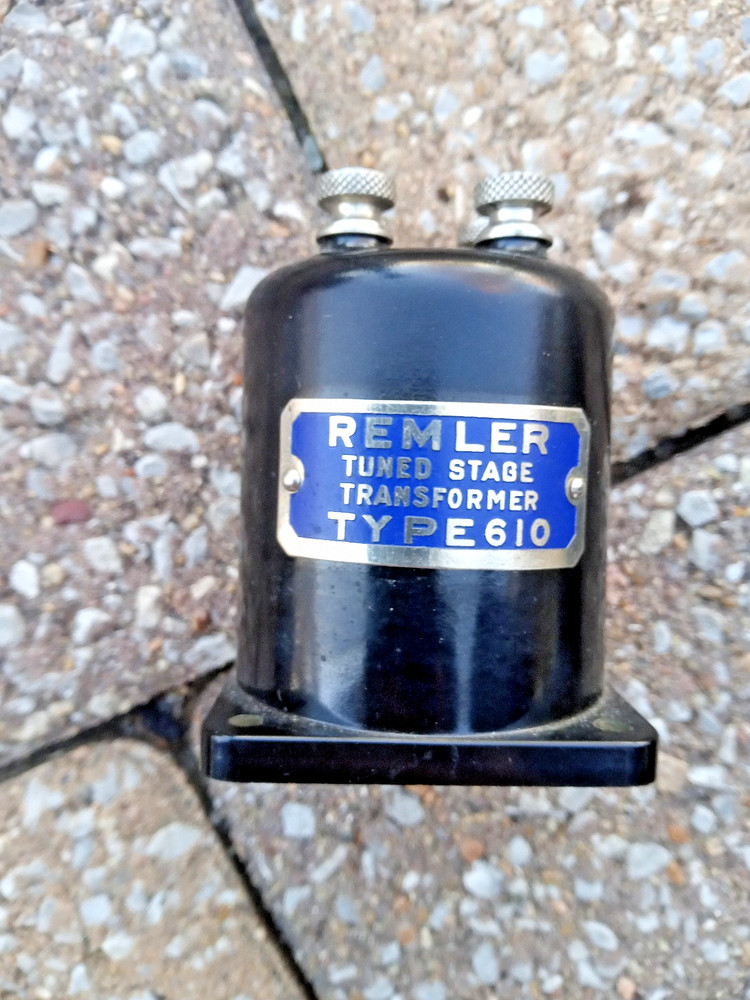 REMLER
TUNED STAGE
TRANSFORMER
TYPE 610